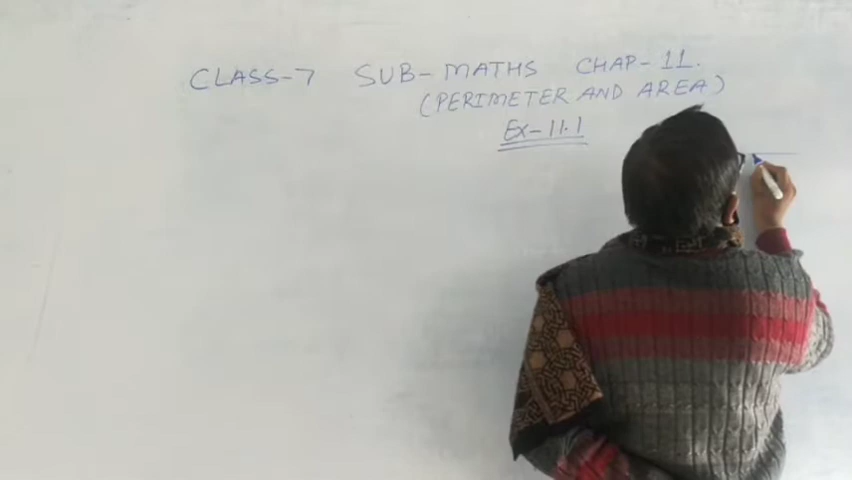 CLASS-7 SUB-MATHS CHAP-11.
(PERIMETER AND AREA)
Ex-11.1